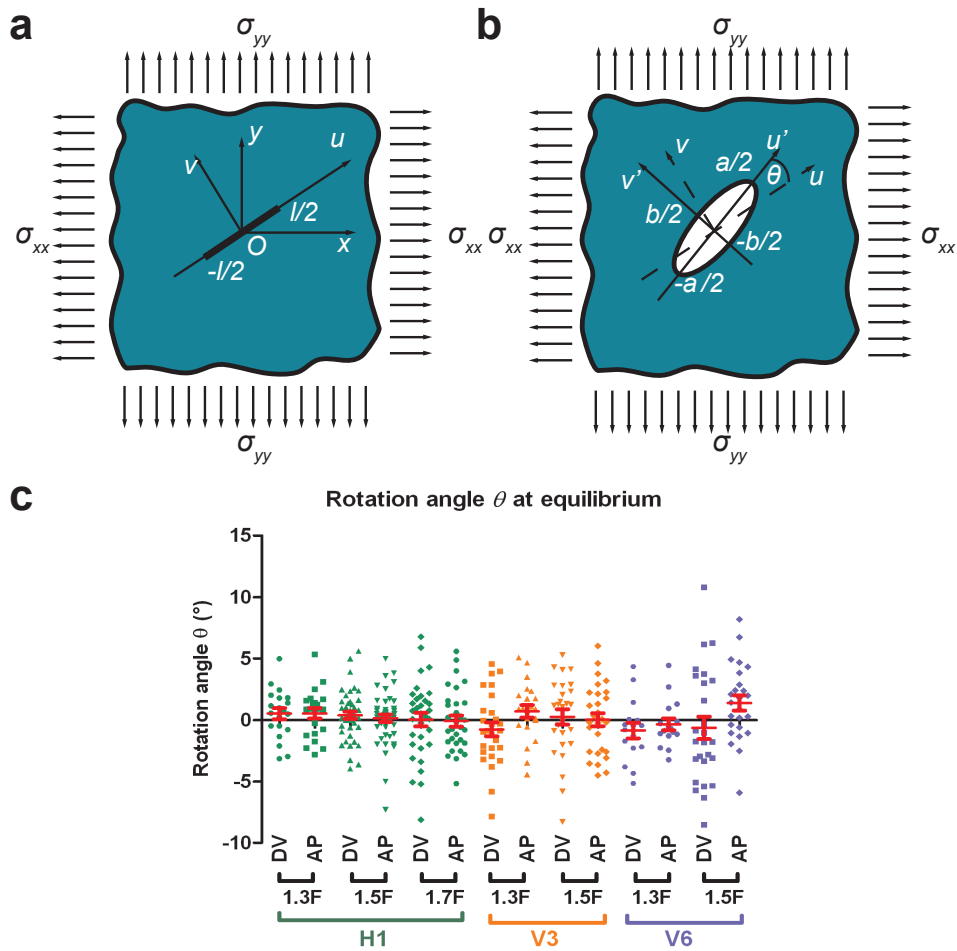 a
σyy
σxx
σxx
v
y
u
l/2
O
x
-l/2
σyy
b
σyy
σxx
σxx
v
v'
a/2
u'
θ
u
b/2
-b/2
-a/2
σyy
c
Rotation angle θ at equilibrium
Rotation angle θ (°)
15
10
5
0
-5
-10
DV AP DV AP DV AP DV AP DV AP DV AP DV AP
1.3F 1.5F 1.7F 1.3F 1.5F 1.3F 1.5F
H1 V3 V6